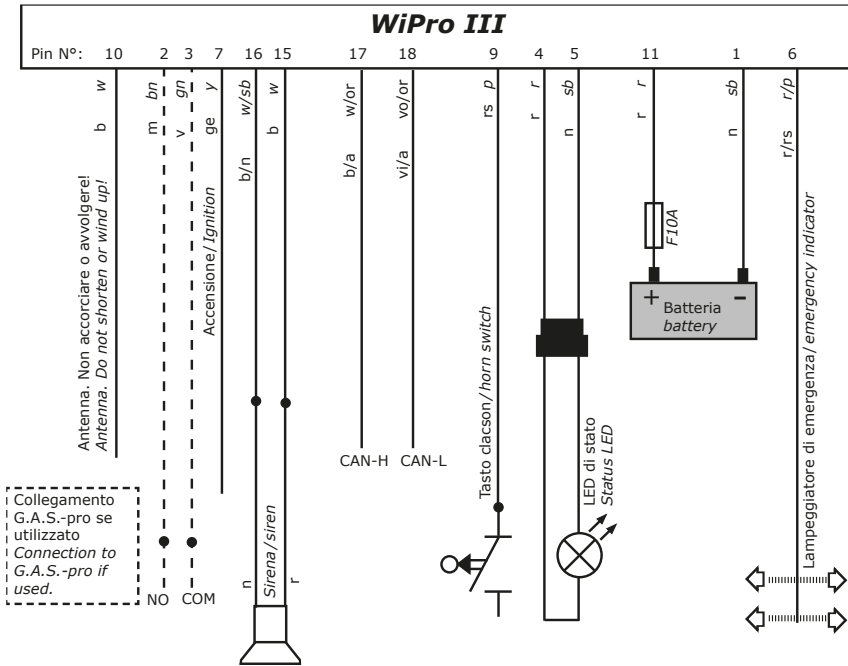 WiPro III
Pin N°: 10 2 3 7 16 15 17 18 9 4 5 11 1 6
w bn gn y w/sb w w/or vo/or p r sb r sb r/p
b m v ge b/n b b/a vi/a rs r n r n r/rs
Antenna. Non accorciare o avvolgere!
Antenna. Do not shorten or wind up!
Accensione/Ignition
F10A
+ Batteria -
battery
CAN-H CAN-L
Tasto clacson/horn switch
LED di stato
Status LED
Lampeggiatore di emergenza/emergency indicator
Collegamento
G.A.S.-pro se
utilizzato
Connection to
G.A.S.-pro if
used.
NO COM
n Sirena/siren r